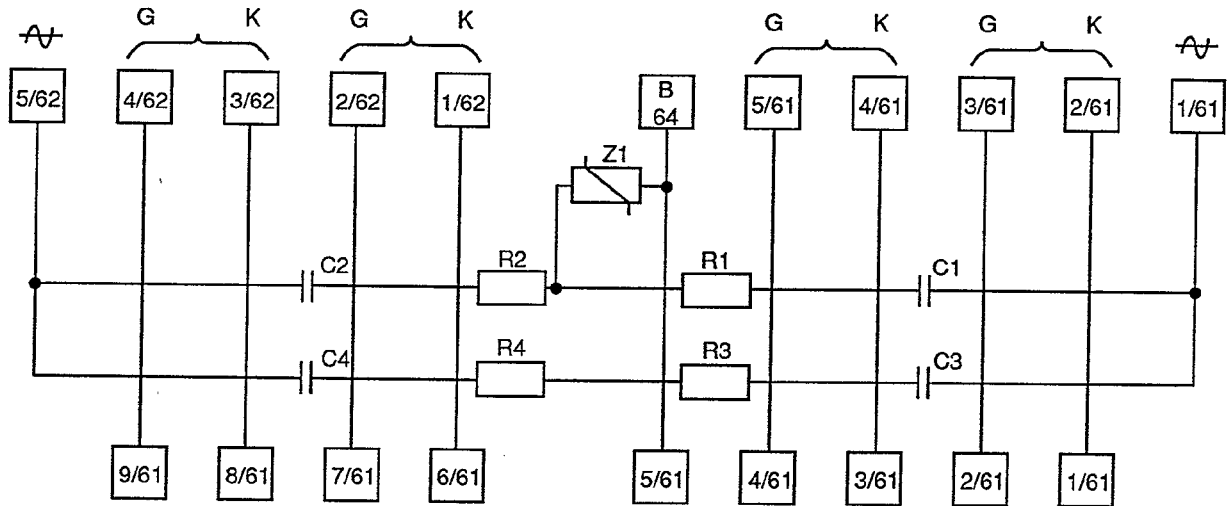 G K G K G K G K
5/62 4/62 3/62 2/62 1/62 B 64 5/61 4/61 3/61 2/61 1/61
Z1
C2 R2 R1 C1
C4 R4 R3 C3
9/61 8/61 7/61 6/61 5/61 4/61 3/61 2/61 1/61